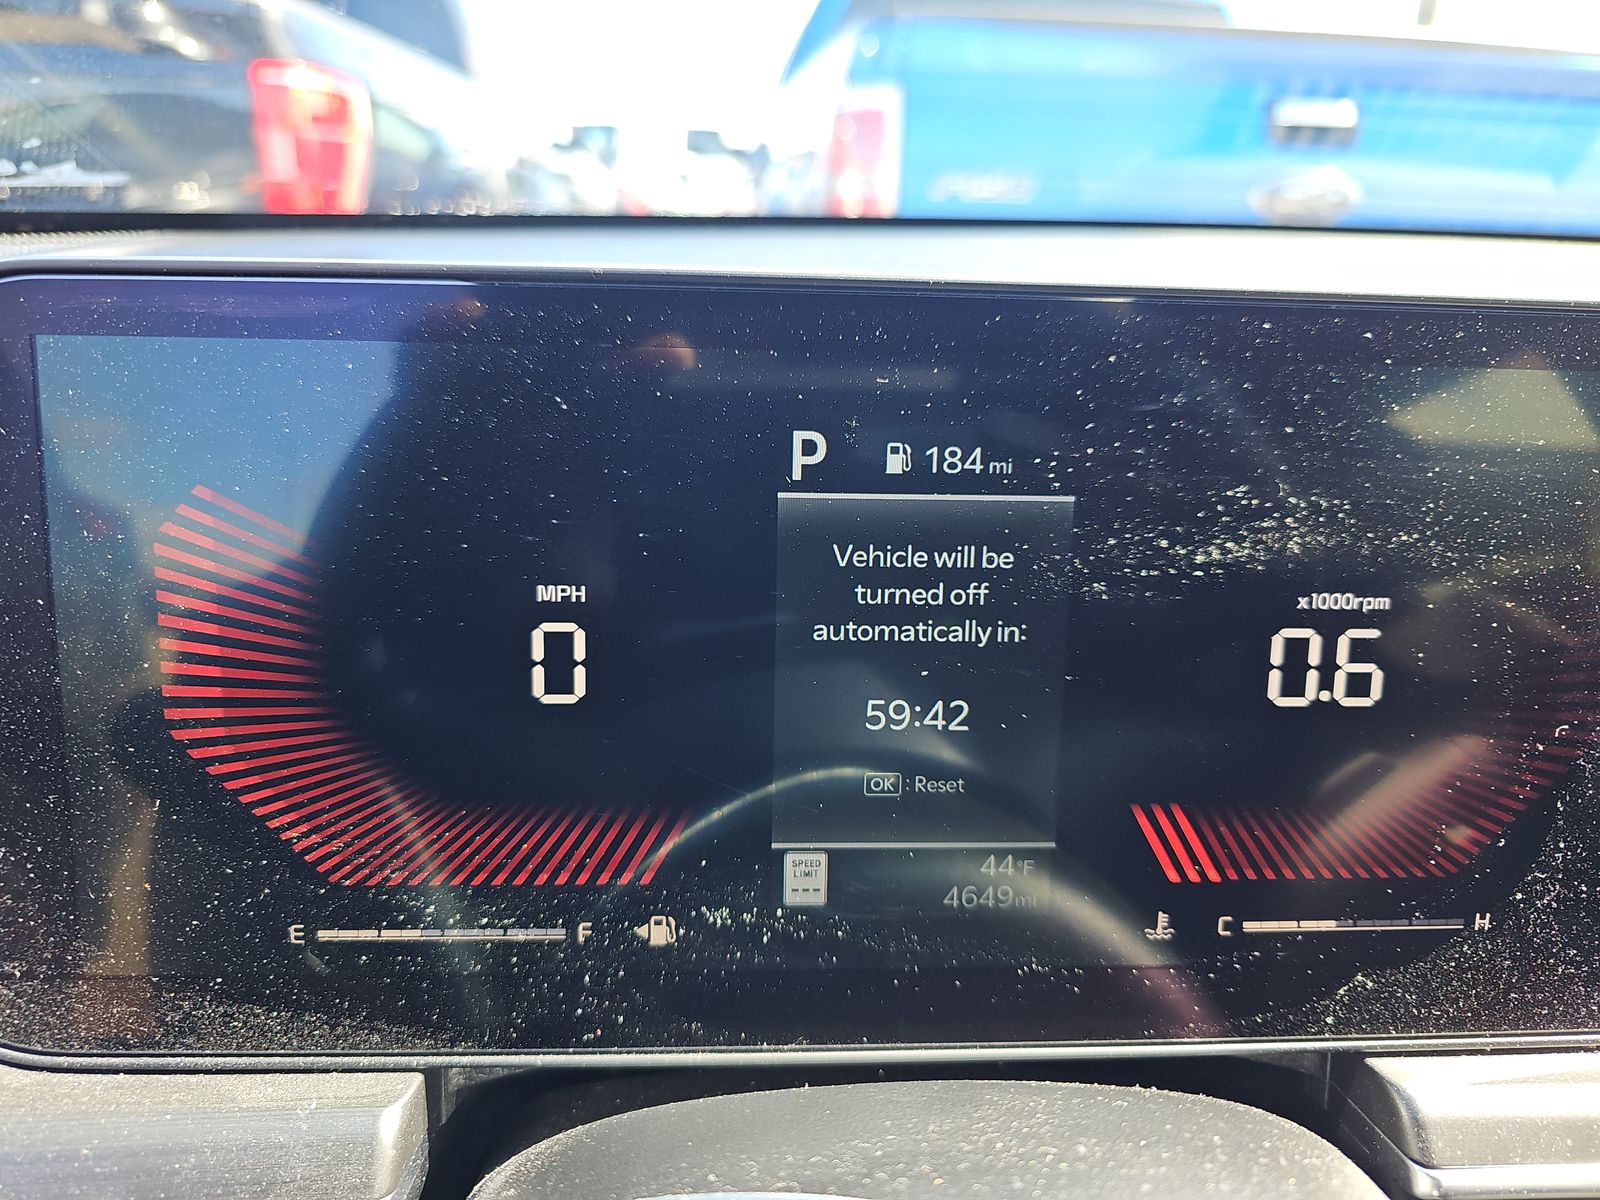 P
184 mi
Vehicle will be
turned off
automatically in:
59:42
OK : Reset
MPH
0
x1000rpm
0.6
SPEED
LIMIT
---
44°F
4649mi
E F
C H